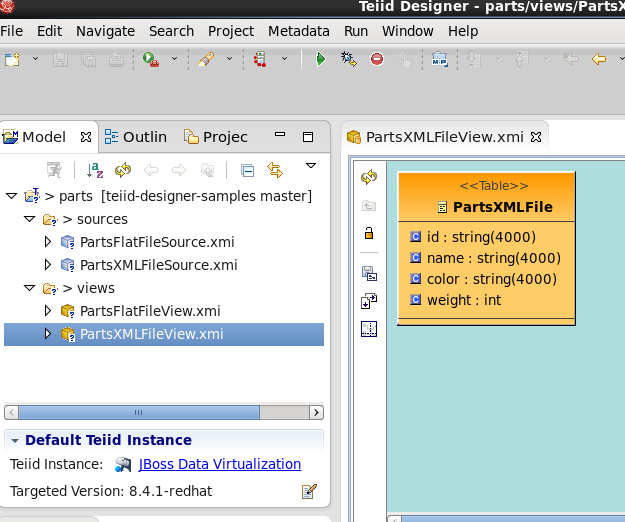 Teiid Designer - parts/views/PartsX
File Edit Navigate Search Project Metadata Run Window Help
Model Outlin Projec
PartsXMLFileView.xmi
> parts [teiid-designer-samples master]
> sources
PartsFlatFileSource.xmi
PartsXMLFileSource.xmi
> views
PartsFlatFileView.xmi
PartsXMLFileView.xmi
<<Table>>
PartsXMLFile
id : string(4000)
name : string(4000)
color : string(4000)
weight : int
Default Teiid Instance
Teiid Instance: JBoss Data Virtualization
Targeted Version: 8.4.1-redhat